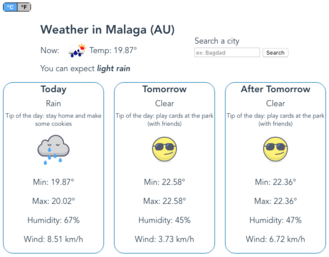 °C °F
Weather in Malaga (AU)
Now: Temp: 19.87°
You can expect light rain
Search a city
ex: Bagdad Search
Today
Rain
Tip of the day: stay home and make
some cookies
Min: 19.87°
Max: 20.02°
Humidity: 67%
Wind: 8.51 km/h
Tomorrow
Clear
Tip of the day: play cards at the park
(with friends)
Min: 22.58°
Max: 22.58°
Humidity: 45%
Wind: 3.73 km/h
After Tomorrow
Clear
Tip of the day: play cards at the park
(with friends)
Min: 22.36°
Max: 22.36°
Humidity: 47%
Wind: 6.72 km/h